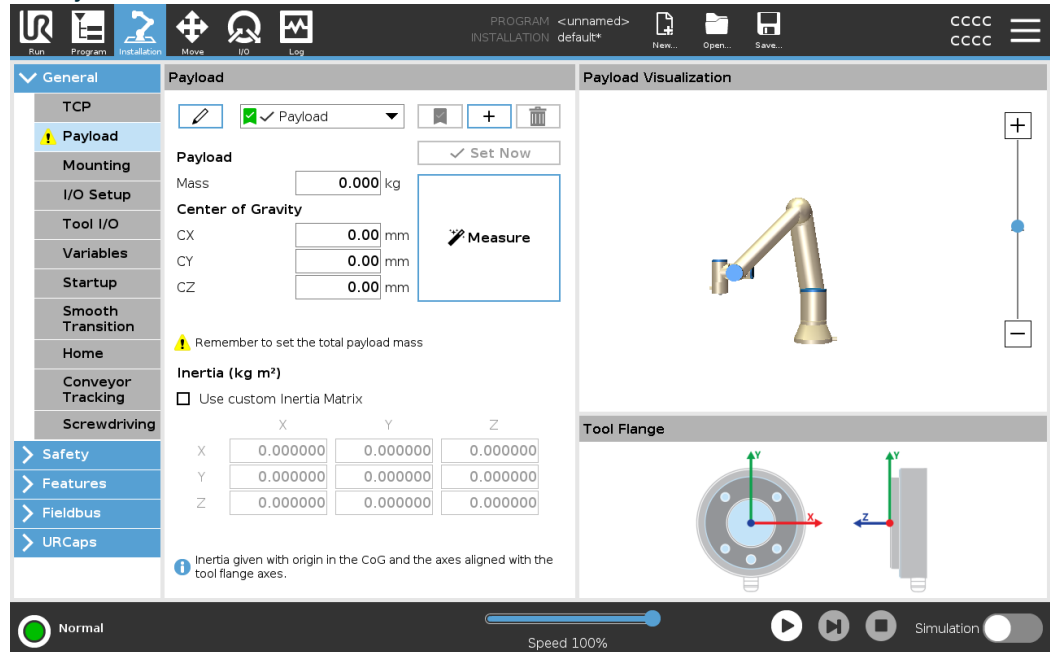 PROGRAM <unnamed>
INSTALLATION default*
CCCC
CCCC
Run
Program
Installation
Move
I/O
Log
New...
Open...
Save...
General
TCP
Payload
Mounting
I/O Setup
Tool I/O
Variables
Startup
Smooth
Transition
Home
Conveyor
Tracking
Screwdriving
Safety
Features
Fieldbus
URCaps
Payload
Payload
Set Now
Payload
Mass 0.000 kg
Center of Gravity
CX 0.00 mm
CY 0.00 mm
CZ 0.00 mm
Measure
Remember to set the total payload mass
Inertia (kg m²)
Use custom Inertia Matrix
X Y Z
X 0.000000 0.000000 0.000000
Y 0.000000 0.000000 0.000000
Z 0.000000 0.000000 0.000000
Inertia given with origin in the CoG and the axes aligned with the
tool flange axes.
Payload Visualization
Tool Flange
Y
X
Y
Z
Normal
Speed 100%
Simulation